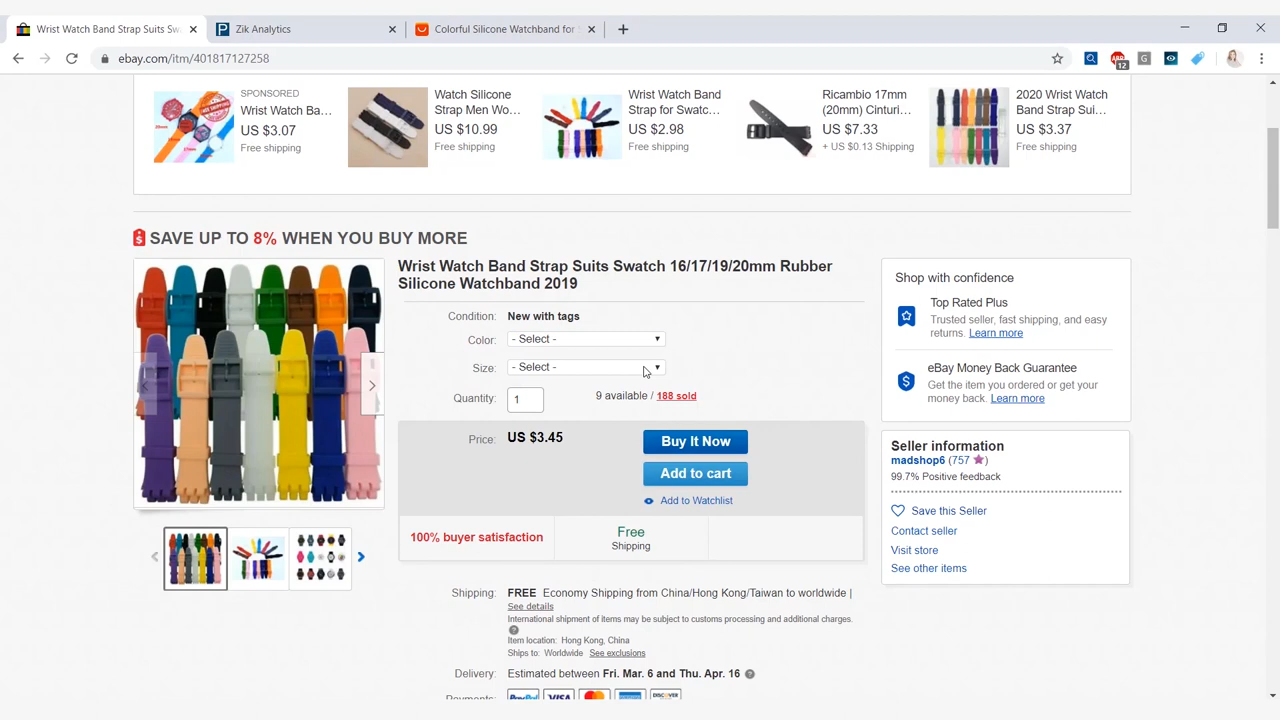 Wrist Watch Band Strap Suits Sw
Zik Analytics
Colorful Silicone Watchband for
ebay.com/itm/401817127258
12
G
SPONSORED
Wrist Watch Ba…
US $3.07
Free shipping
Watch Silicone
Strap Men Wo…
US $10.99
Free shipping
Wrist Watch Band
Strap for Swatc…
US $2.98
Free shipping
Ricambio 17mm
(20mm) Cinturi…
US $7.33
+ US $0.13 Shipping
2020 Wrist Watch
Band Strap Sui…
US $3.37
Free shipping
SAVE UP TO 8% WHEN YOU BUY MORE
Wrist Watch Band Strap Suits Swatch 16/17/19/20mm Rubber
Silicone Watchband 2019
Condition: New with tags
Color: - Select -
Size: - Select -
Quantity: 1
9 available / 188 sold
Price: US $3.45
Buy It Now
Add to cart
Add to Watchlist
100% buyer satisfaction
Free
Shipping
Shipping: FREE Economy Shipping from China/Hong Kong/Taiwan to worldwide |
See details
International shipment of items may be subject to customs processing and additional charges.
Item location: Hong Kong, China
Ships to: Worldwide See exclusions
Delivery: Estimated between Fri. Mar. 6 and Thu. Apr. 16
Payments:
PayPal VISA DISCOVER
Shop with confidence
Top Rated Plus
Trusted seller, fast shipping, and easy
returns. Learn more
eBay Money Back Guarantee
Get the item you ordered or get your
money back. Learn more
Seller information
madshop6 (757 )
99.7% Positive feedback
Save this Seller
Contact seller
Visit store
See other items